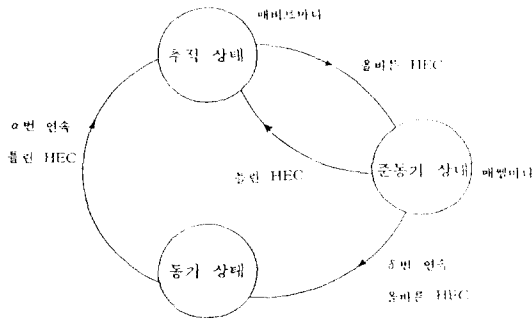 매비트마다
추적 상태
올바른 HEC
α번 연속
틀린 HEC
틀린 HEC
준동기 상태
매셀마다
동기 상태
δ번 연속
올바른 HEC